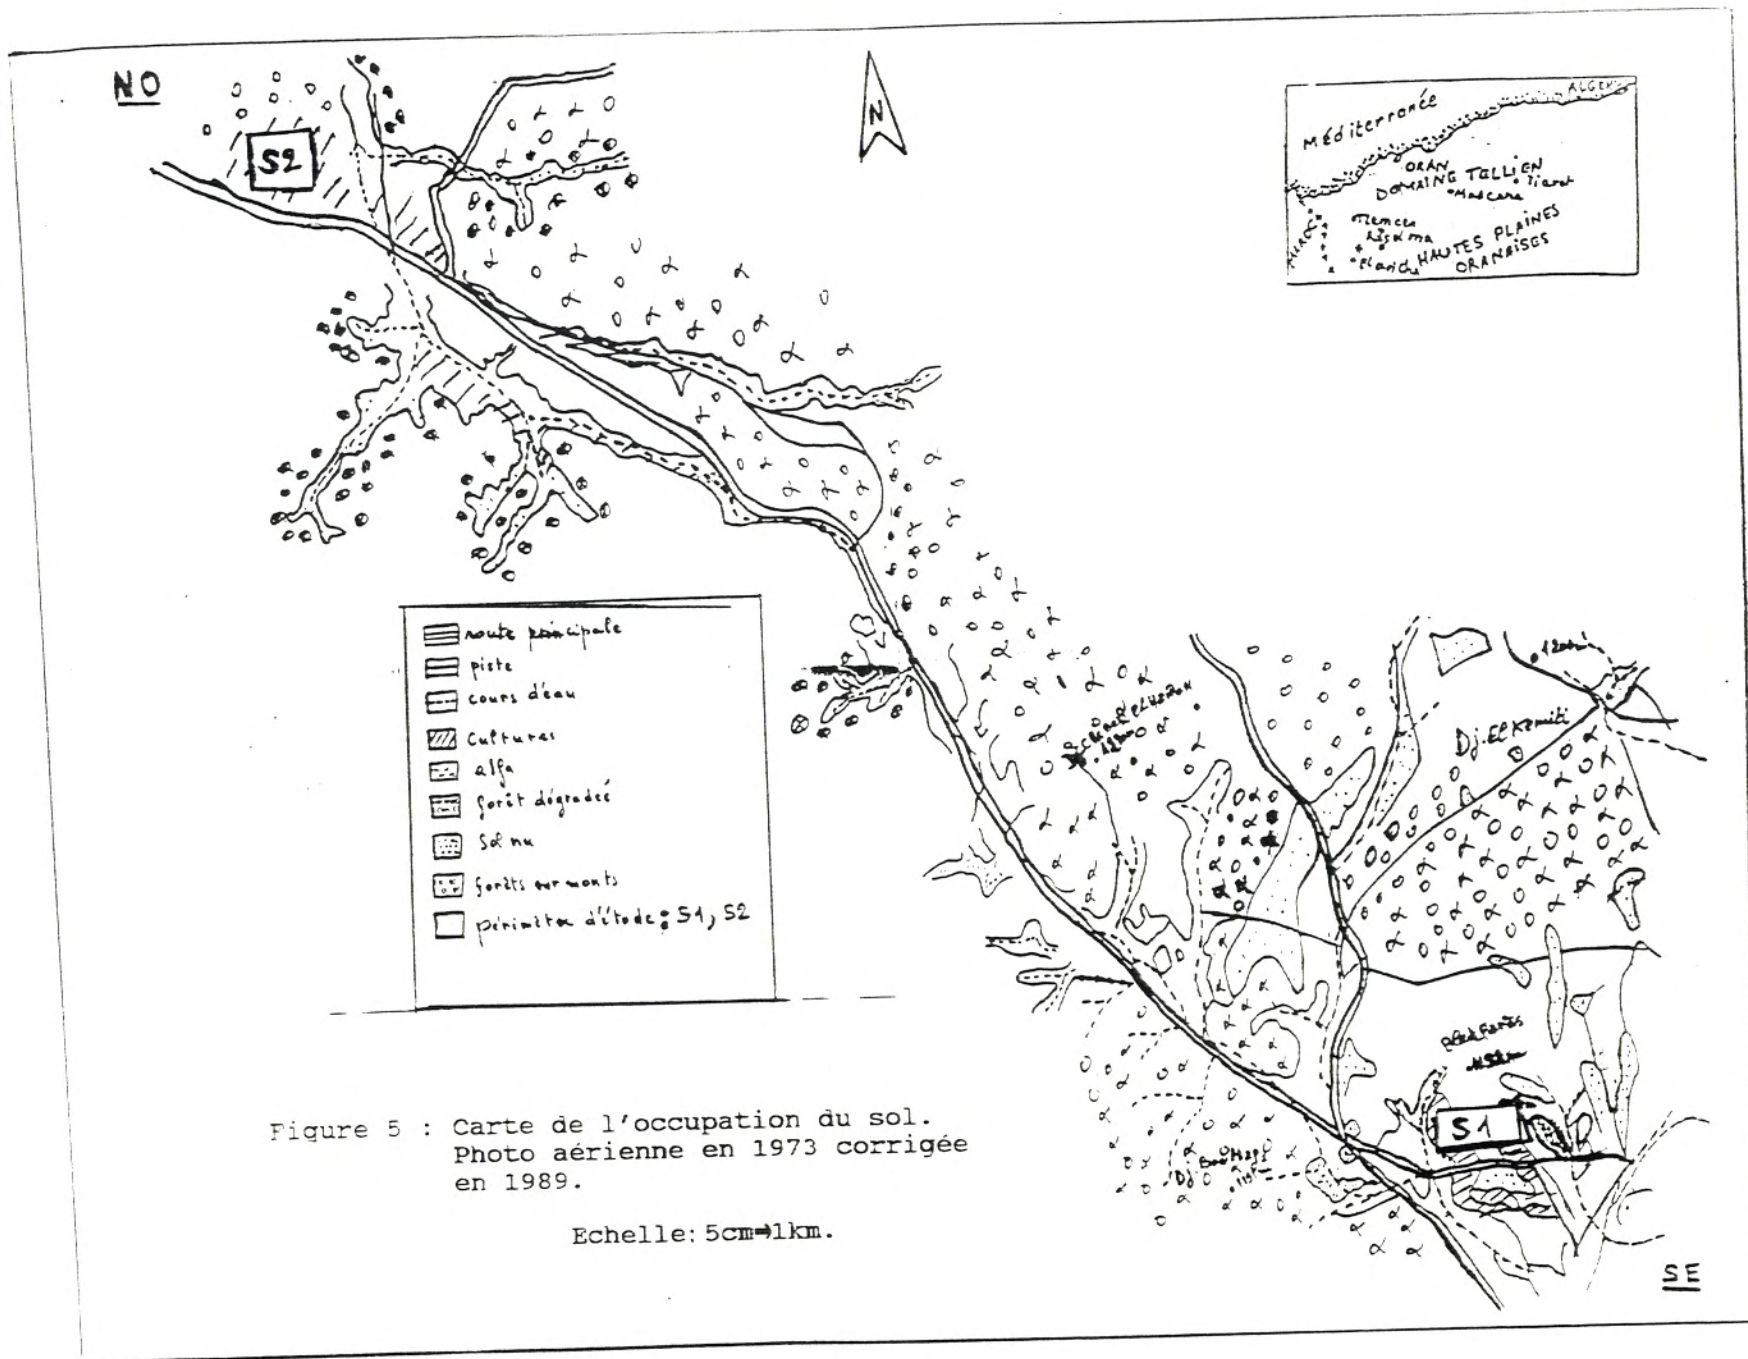 NO
S2
N
Méditerranée
ALGER
ORAN
DOMAINE TELLIEN
Mascara Tiaret
MAROC
Tlemcen
HAUTES PLAINES
ORANAISES
route principale
piste
cours d'eau
Cultures
alfa
forêt dégradée
Sol nu
forêts sur monts
périmètre d'étude: S1, S2
Dj. El Kemiti
S1
Figure 5 : Carte de l'occupation du sol.
Photo aérienne en 1973 corrigée
en 1989.
Echelle: 5cm⇒1km.
SE